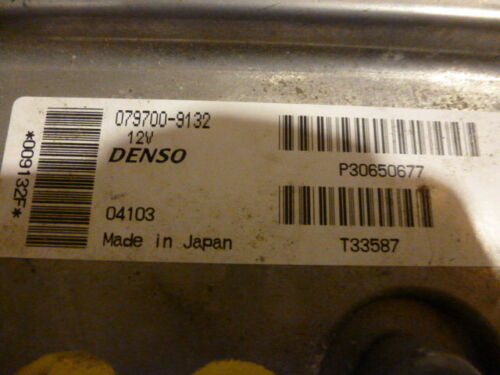 *009132F*
079700-9132
12V
DENSO
04103
Made in Japan
P30650677
T33587